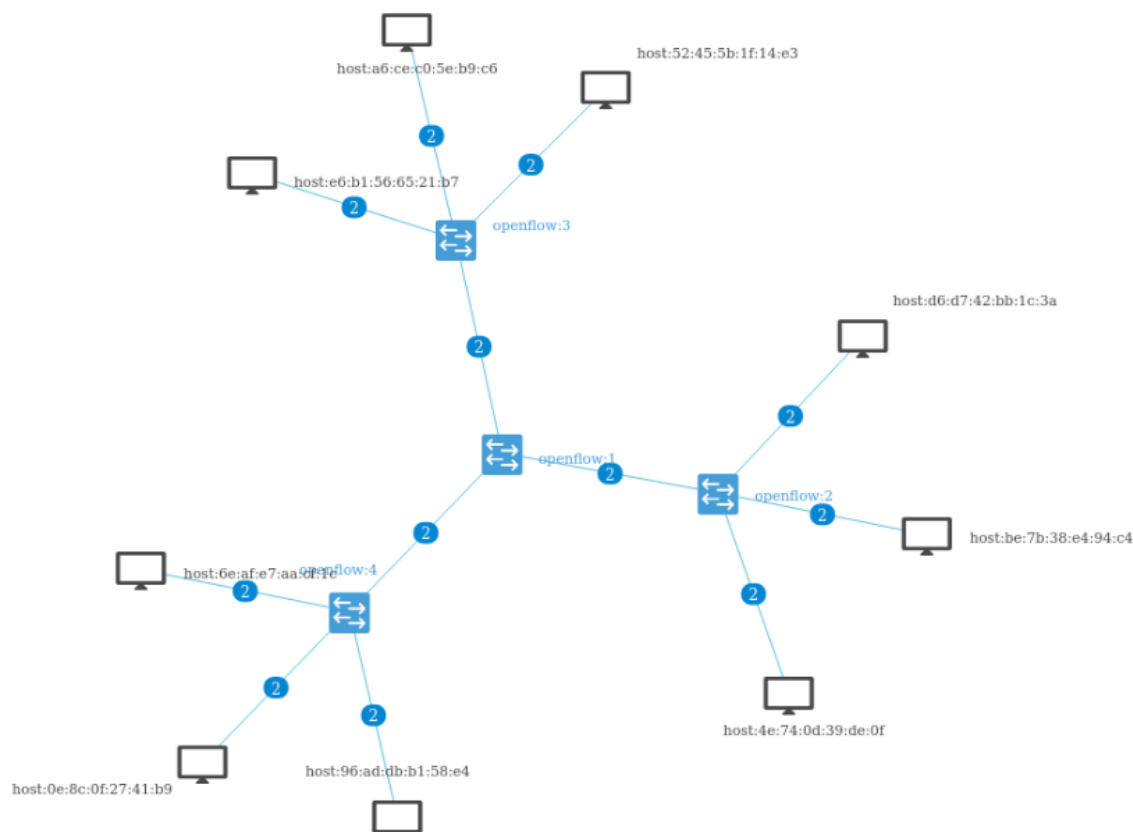 host:a6:ce:c0:5e:b9:c6
host:52:45:5b:1f:14:e3
2
2
host:e6:b1:56:65:21:b7
2
openflow:3
host:d6:d7:42:bb:1c:3a
2
2
openflow:1
2
openflow:2
2
host:be:7b:38:e4:94:c4
2
openflow:4
host:6e:af:e7:aa:cf:1c
2
2
2
2
host:4e:74:0d:39:de:0f
host:96:ad:db:b1:58:e4
host:0e:8c:0f:27:41:b9